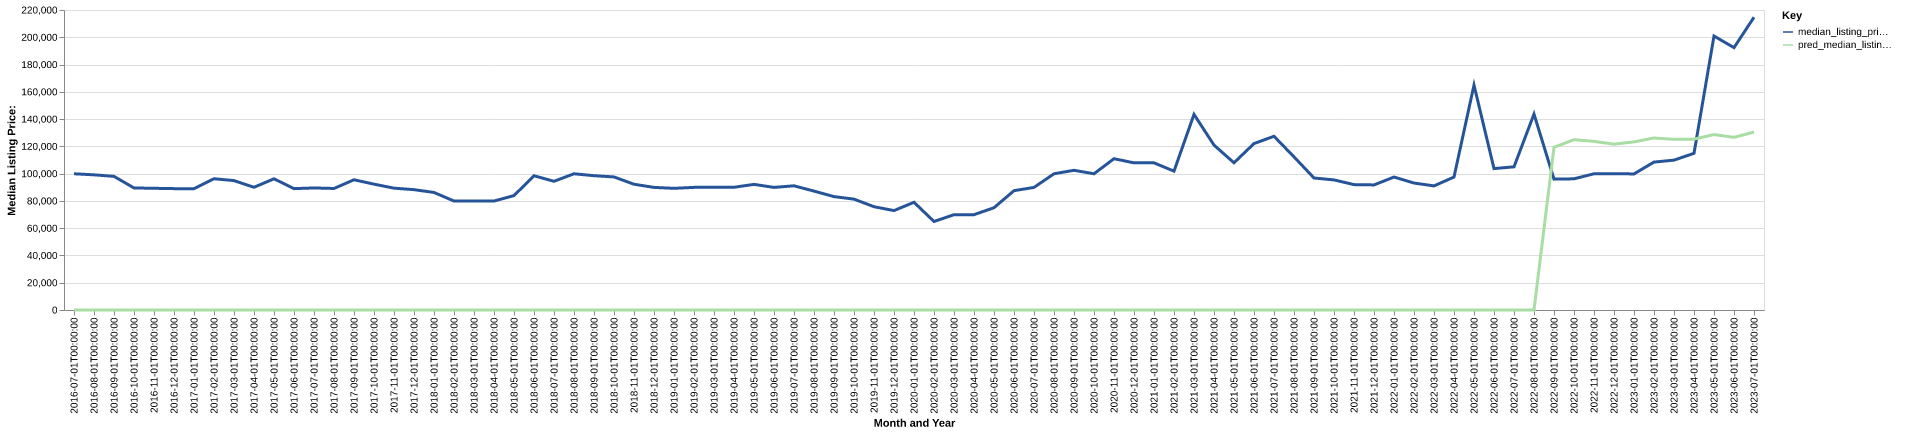 220,000
200,000
180,000
160,000
140,000
120,000
100,000
80,000
60,000
40,000
20,000
0
Median Listing Price:
2016-07-01T00:00:00
2016-08-01T00:00:00
2016-09-01T00:00:00
2016-10-01T00:00:00
2016-11-01T00:00:00
2016-12-01T00:00:00
2017-01-01T00:00:00
2017-02-01T00:00:00
2017-03-01T00:00:00
2017-04-01T00:00:00
2017-05-01T00:00:00
2017-06-01T00:00:00
2017-07-01T00:00:00
2017-08-01T00:00:00
2017-09-01T00:00:00
2017-10-01T00:00:00
2017-11-01T00:00:00
2017-12-01T00:00:00
2018-01-01T00:00:00
2018-02-01T00:00:00
2018-03-01T00:00:00
2018-04-01T00:00:00
2018-05-01T00:00:00
2018-06-01T00:00:00
2018-07-01T00:00:00
2018-08-01T00:00:00
2018-09-01T00:00:00
2018-10-01T00:00:00
2018-11-01T00:00:00
2018-12-01T00:00:00
2019-01-01T00:00:00
2019-02-01T00:00:00
2019-03-01T00:00:00
2019-04-01T00:00:00
2019-05-01T00:00:00
2019-06-01T00:00:00
2019-07-01T00:00:00
2019-08-01T00:00:00
2019-09-01T00:00:00
2019-10-01T00:00:00
2019-11-01T00:00:00
2019-12-01T00:00:00
2020-01-01T00:00:00
2020-02-01T00:00:00
2020-03-01T00:00:00
2020-04-01T00:00:00
2020-05-01T00:00:00
2020-06-01T00:00:00
2020-07-01T00:00:00
2020-08-01T00:00:00
2020-09-01T00:00:00
2020-10-01T00:00:00
2020-11-01T00:00:00
2020-12-01T00:00:00
2021-01-01T00:00:00
2021-02-01T00:00:00
2021-03-01T00:00:00
2021-04-01T00:00:00
2021-05-01T00:00:00
2021-06-01T00:00:00
2021-07-01T00:00:00
2021-08-01T00:00:00
2021-09-01T00:00:00
2021-10-01T00:00:00
2021-11-01T00:00:00
2021-12-01T00:00:00
2022-01-01T00:00:00
2022-02-01T00:00:00
2022-03-01T00:00:00
2022-04-01T00:00:00
2022-05-01T00:00:00
2022-06-01T00:00:00
2022-07-01T00:00:00
2022-08-01T00:00:00
2022-09-01T00:00:00
2022-10-01T00:00:00
2022-11-01T00:00:00
2022-12-01T00:00:00
2023-01-01T00:00:00
2023-02-01T00:00:00
2023-03-01T00:00:00
2023-04-01T00:00:00
2023-05-01T00:00:00
2023-06-01T00:00:00
2023-07-01T00:00:00
Month and Year
Key
median_listing_pri…
pred_median_listin…